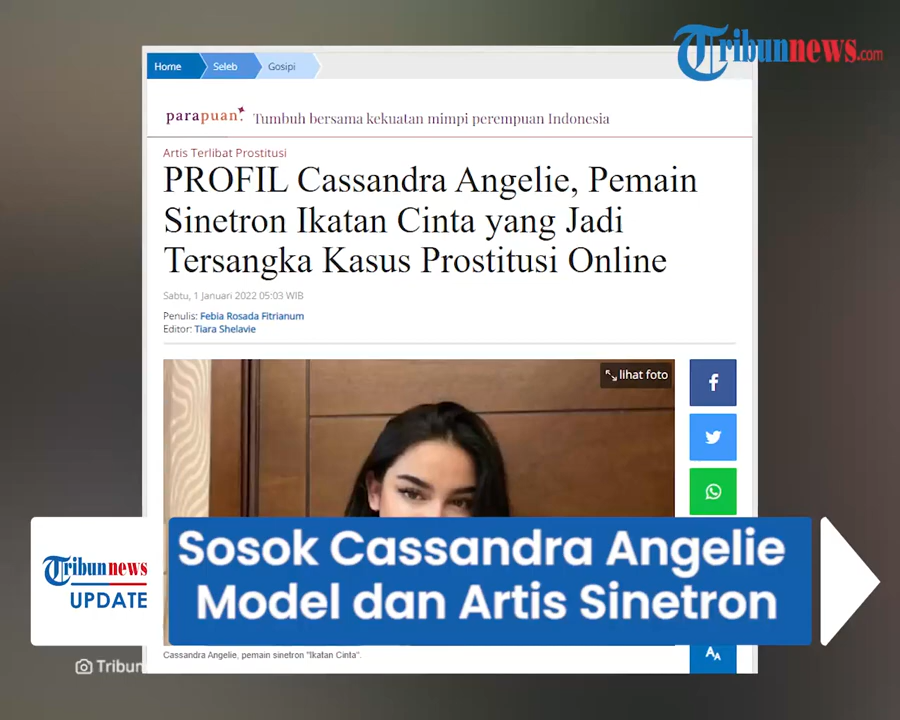 Tribunnews.com
Home Seleb Gosipi
parapuan. Tumbuh bersama kekuatan mimpi perempuan Indonesia
Artis Terlibat Prostitusi
PROFIL Cassandra Angelie, Pemain
Sinetron Ikatan Cinta yang Jadi
Tersangka Kasus Prostitusi Online
Sabtu, 1 Januari 2022 05:03 WIB
Penulis: Febia Rosada Fitrianum
Editor: Tiara Shelavie
lihat foto
Tribunnews
UPDATE
Sosok Cassandra Angelie
Model dan Artis Sinetron
Cassandra Angelie, pemain sinetron "Ikatan Cinta".
AA